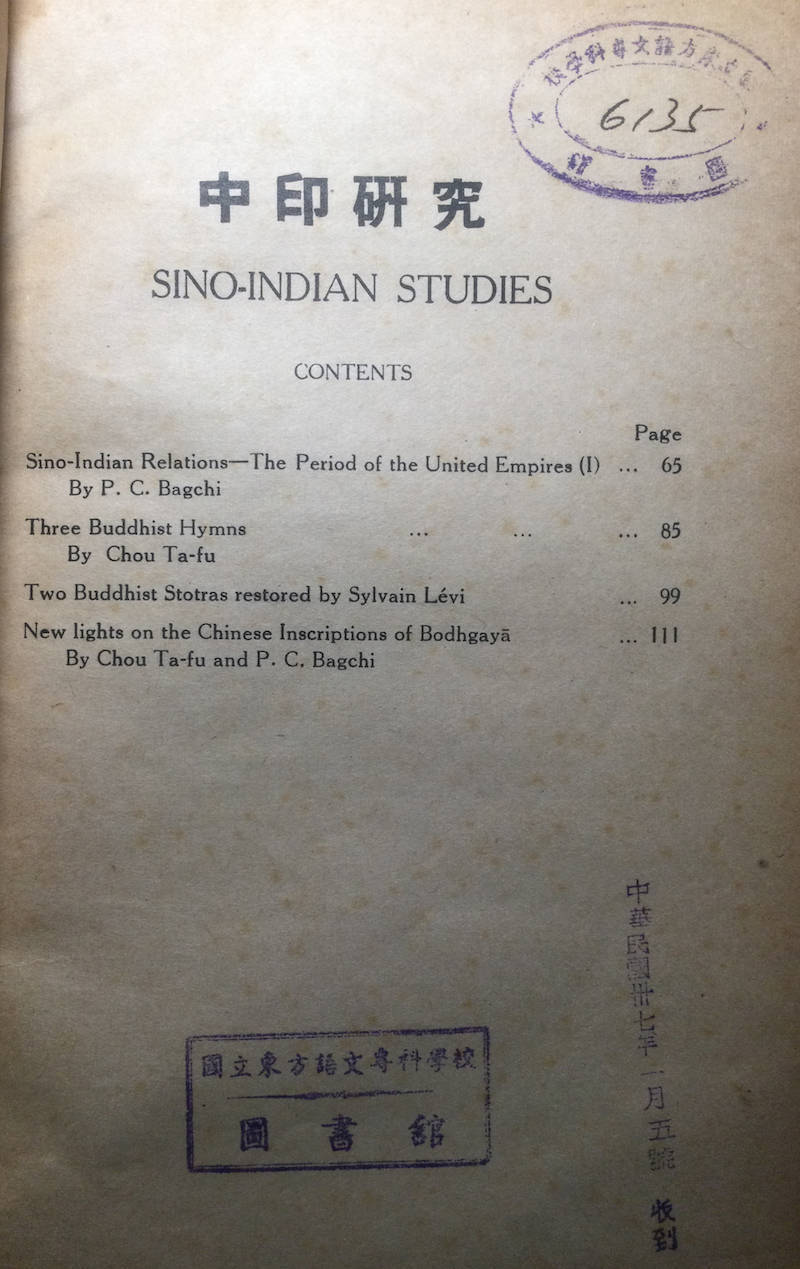 國立東方語文專科學校
6135
圖書館
中印研究
SINO-INDIAN STUDIES
CONTENTS
Page
Sino-Indian Relations—The Period of the United Empires (I) ... 65
By P. C. Bagchi
Three Buddhist Hymns ... ... ... 85
By Chou Ta-fu
Two Buddhist Stotras restored by Sylvain Lévi ... 99
New lights on the Chinese Inscriptions of Bodhgayā ... 111
By Chou Ta-fu and P. C. Bagchi
中華民國卅七年一月五號 收到
國立東方語文專科學校
圖書館